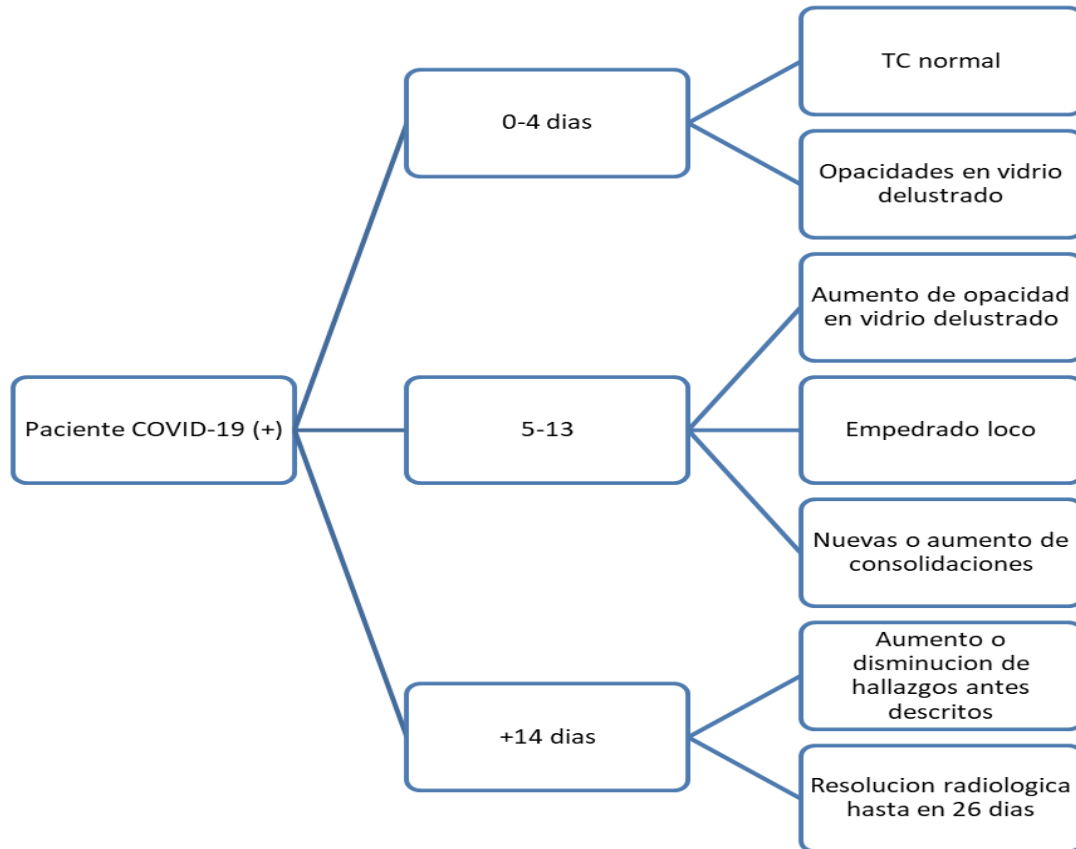 Paciente COVID-19 (+)
0-4 dias
TC normal
Opacidades en vidrio
delustrado
5-13
Aumento de opacidad
en vidrio delustrado
Empedrado loco
Nuevas o aumento de
consolidaciones
+14 dias
Aumento o
disminucion de
hallazgos antes
descritos
Resolucion radiologica
hasta en 26 dias